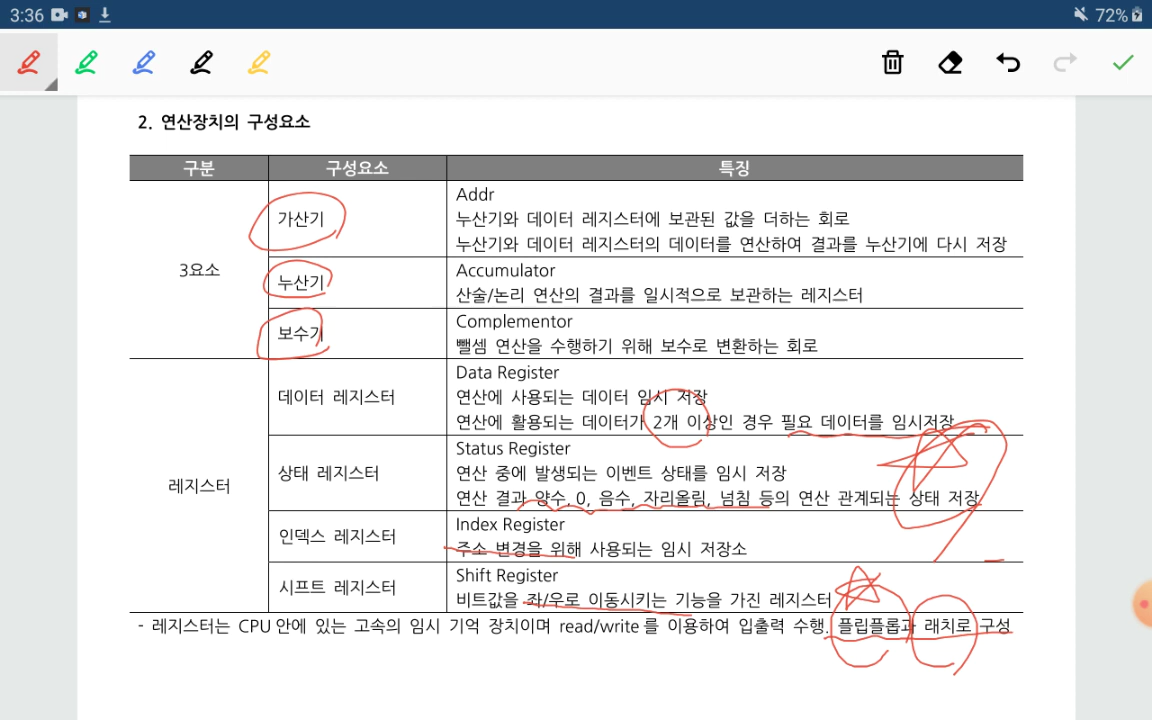 3:36
72%
2. 연산장치의 구성요소
구분 구성요소 특징
3요소
가산기
Addr
누산기와 데이터 레지스터에 보관된 값을 더하는 회로
누산기와 데이터 레지스터의 데이터를 연산하여 결과를 누산기에 다시 저장
누산기
Accumulator
산술/논리 연산의 결과를 일시적으로 보관하는 레지스터
보수기
Complementor
뺄셈 연산을 수행하기 위해 보수로 변환하는 회로
레지스터
데이터 레지스터
Data Register
연산에 사용되는 데이터 임시 저장
연산에 활용되는 데이터가 2개 이상인 경우 필요 데이터를 임시저장
상태 레지스터
Status Register
연산 중에 발생되는 이벤트 상태를 임시 저장
연산 결과 양수, 0, 음수, 자리올림, 넘침 등의 연산 관계되는 상태 저장
인덱스 레지스터
Index Register
주소 변경을 위해 사용되는 임시 저장소
시프트 레지스터
Shift Register
비트값을 좌/우로 이동시키는 기능을 가진 레지스터
- 레지스터는 CPU 안에 있는 고속의 임시 기억 장치이며 read/write 를 이용하여 입출력 수행. 플립플롭과 래치로 구성